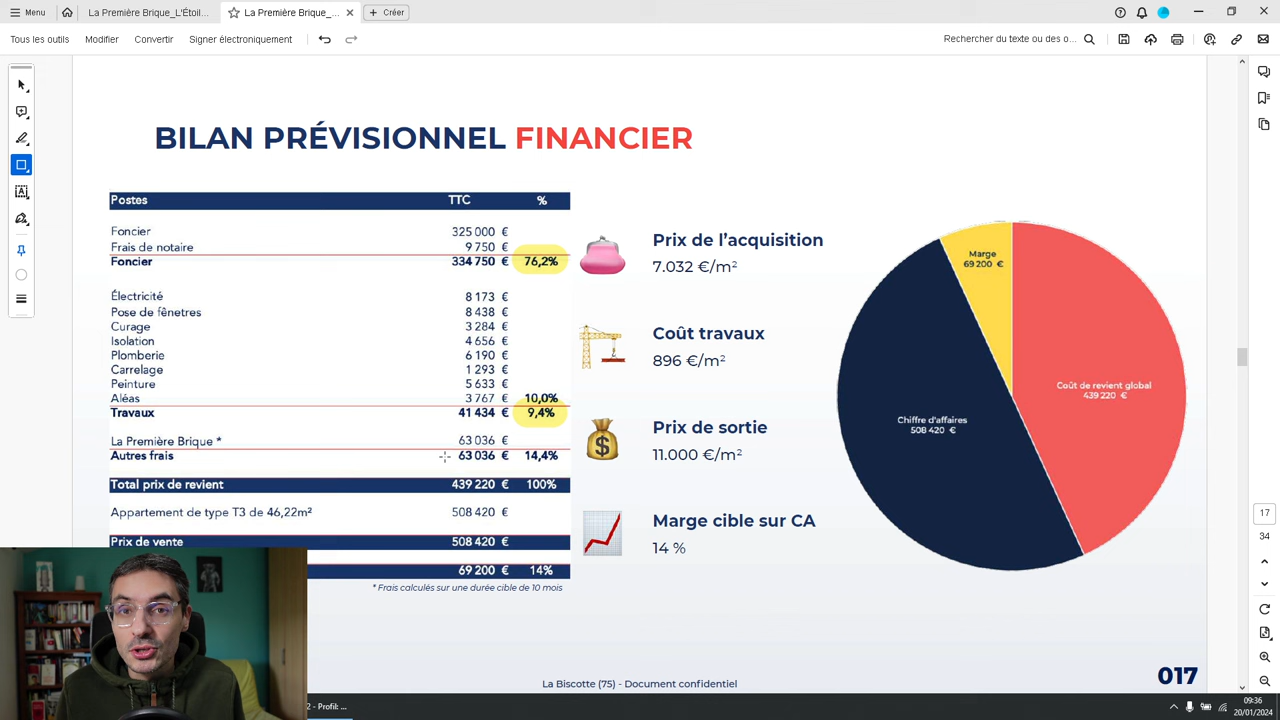 Menu
La Première Brique_L'Étoil...
La Première Brique_...
Créer
Tous les outils Modifier Convertir Signer électroniquement
Rechercher du texte ou des o...
BILAN PRÉVISIONNEL FINANCIER
Postes TTC %
Foncier 325 000 €
Frais de notaire 9 750 €
Foncier 334 750 € 76,2%
Électricité 8 173 €
Pose de fênetres 8 438 €
Curage 3 284 €
Isolation 4 656 €
Plomberie 6 190 €
Carrelage 1 293 €
Peinture 5 633 €
Aléas 3 767 € 10,0%
Travaux 41 434 € 9,4%
La Première Brique * 63 036 €
Autres frais 63 036 € 14,4%
Total prix de revient 439 220 € 100%
Appartement de type T3 de 46,22m² 508 420 €
Prix de vente 508 420 €
69 200 € 14%
* Frais calculés sur une durée cible de 10 mois
Prix de l'acquisition
7.032 €/m²
Coût travaux
896 €/m²
Prix de sortie
11.000 €/m²
Marge cible sur CA
14 %
Marge
69 200 €
Coût de revient global
439 220 €
Chiffre d'affaires
508 420 €
17
34
La Biscotte (75) - Document confidentiel
017
2 - Profil: ...
09:36
20/01/2024